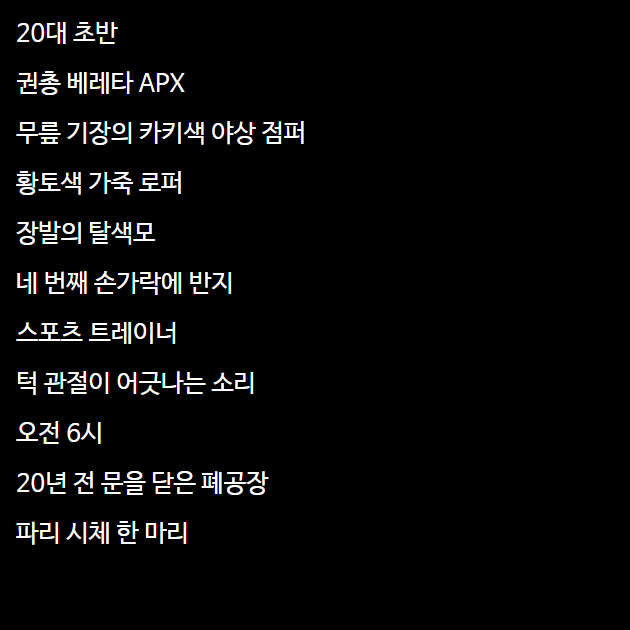 20대 초반
권총 베레타 APX
무릎 기장의 카키색 야상 점퍼
황토색 가죽 로퍼
장발의 탈색모
네 번째 손가락에 반지
스포츠 트레이너
턱 관절이 어긋나는 소리
오전 6시
20년 전 문을 닫은 폐공장
파리 시체 한 마리